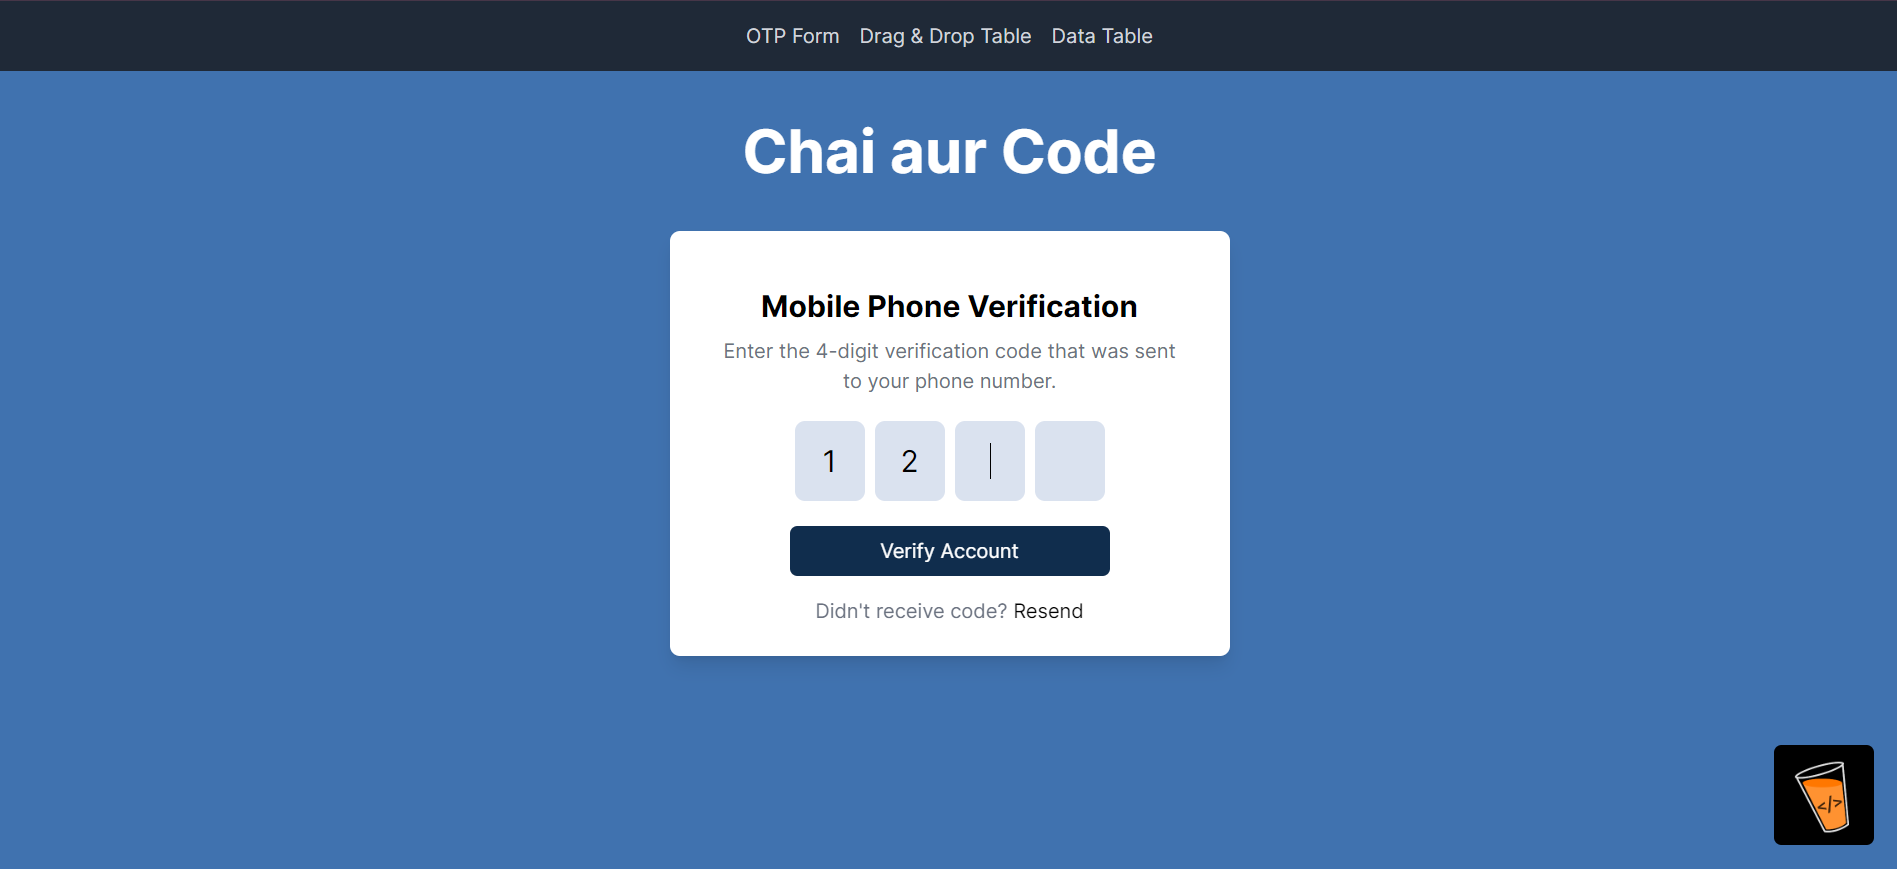 OTP Form Drag & Drop Table Data Table
Chai aur Code
Mobile Phone Verification
Enter the 4-digit verification code that was sent
to your phone number.
1 2
Verify Account
Didn't receive code? Resend
</>